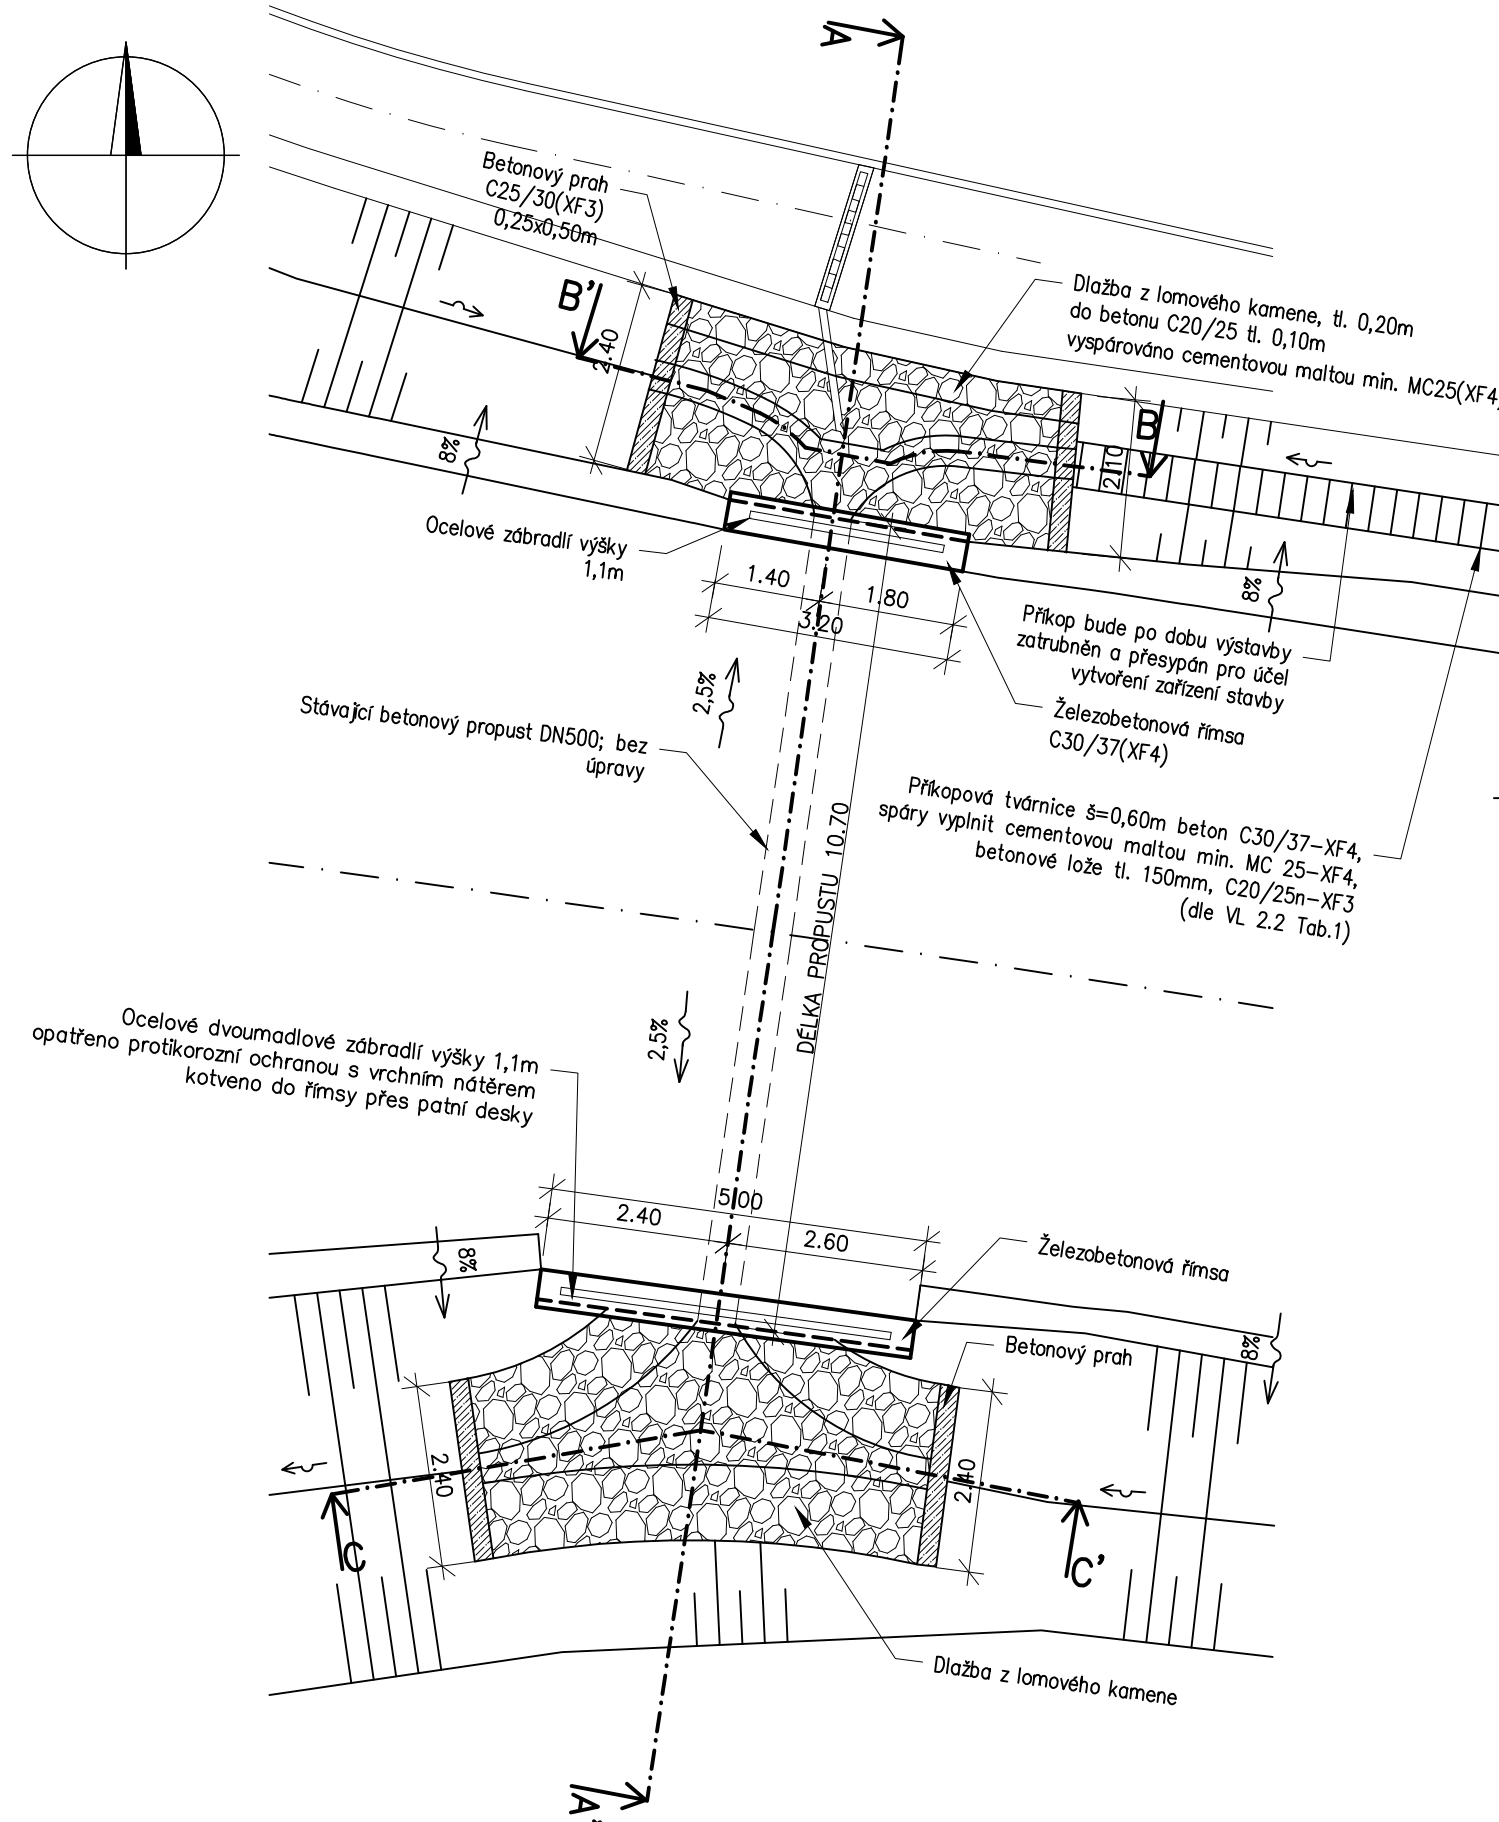 A
Betonový prah
C25/30(XF3)
0,25x0,50m
B'
2.40
Dlažba z lomového kamene, tl. 0,20m
do betonu C20/25 tl. 0,10m
vyspárováno cementovou maltou min. MC25(XF4)
B
2.10
8%
Ocelové zábradlí výšky
1,1m
1.40
1.80
3.20
8%
Příkop bude po dobu výstavby
zatrubněn a přesypán pro účel
vytvoření zařízení stavby
2,5%
Železobetonová římsa
C30/37(XF4)
Stávající betonový propust DN500; bez
úpravy
Příkopová tvárnice š=0,60m beton C30/37-XF4,
spáry vyplnit cementovou maltou min. MC 25-XF4,
betonové lože tl. 150mm, C20/25n-XF3
(dle VL 2.2 Tab.1)
DÉLKA PROPUSTU 10.70
2,5%
Ocelové dvoumadlové zábradlí výšky 1,1m
opatřeno protikorozní ochranou s vrchním nátěrem
kotveno do římsy přes patní desky
5.00
2.40
2.60
8%
Železobetonová římsa
Betonový prah
8%
2.40
2.40
C
C'
Dlažba z lomového kamene
A'